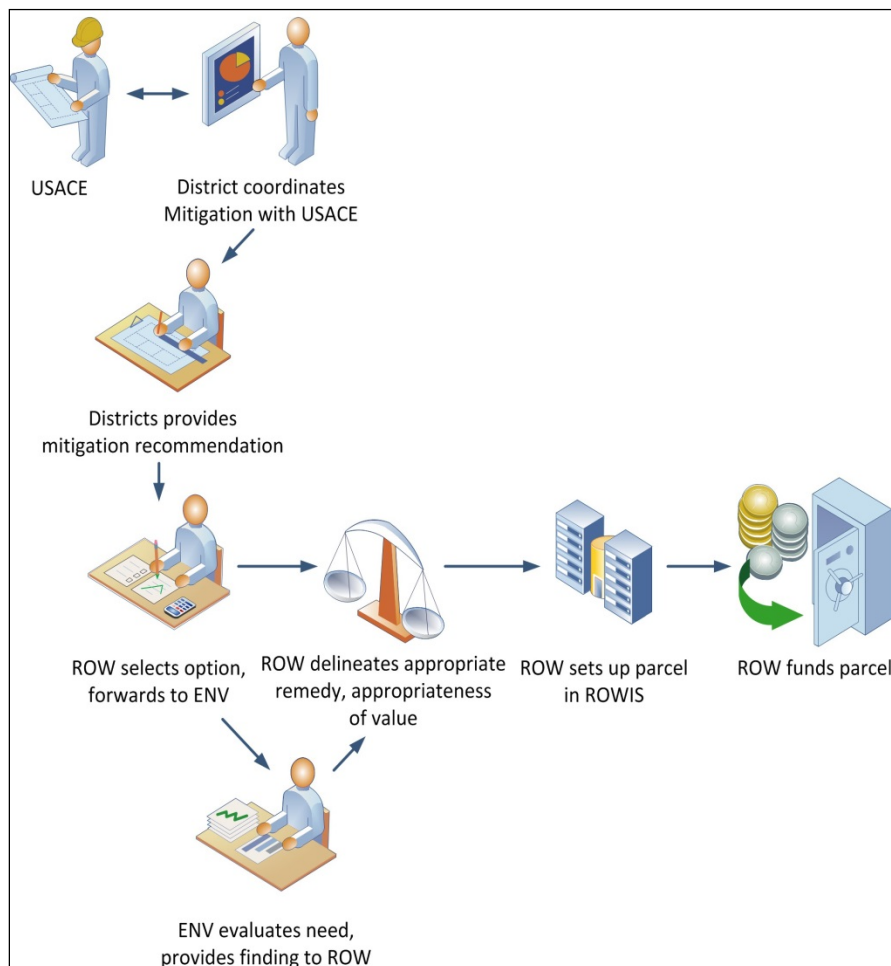 USACE
District coordinates
Mitigation with USACE
Districts provides
mitigation recommendation
ROW selects option,
forwards to ENV
ROW delineates appropriate
remedy, appropriateness
of value
ROW sets up parcel
in ROWIS
ROW funds parcel
ENV evaluates need,
provides finding to ROW